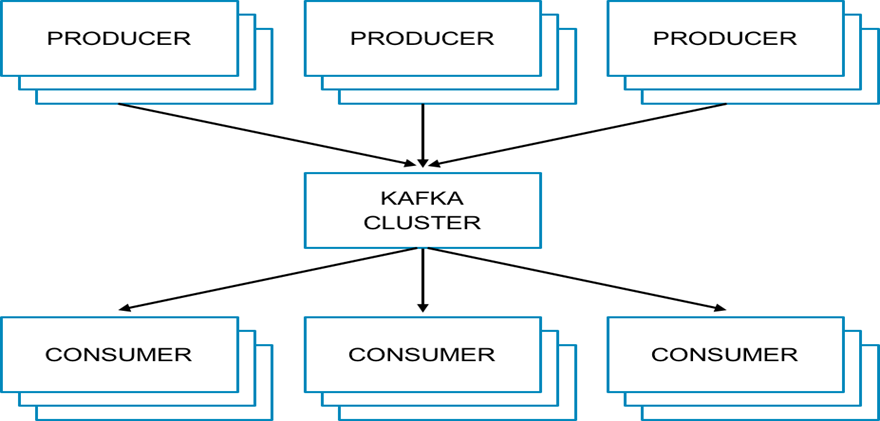 PRODUCER
PRODUCER
PRODUCER
KAFKA
CLUSTER
CONSUMER
CONSUMER
CONSUMER